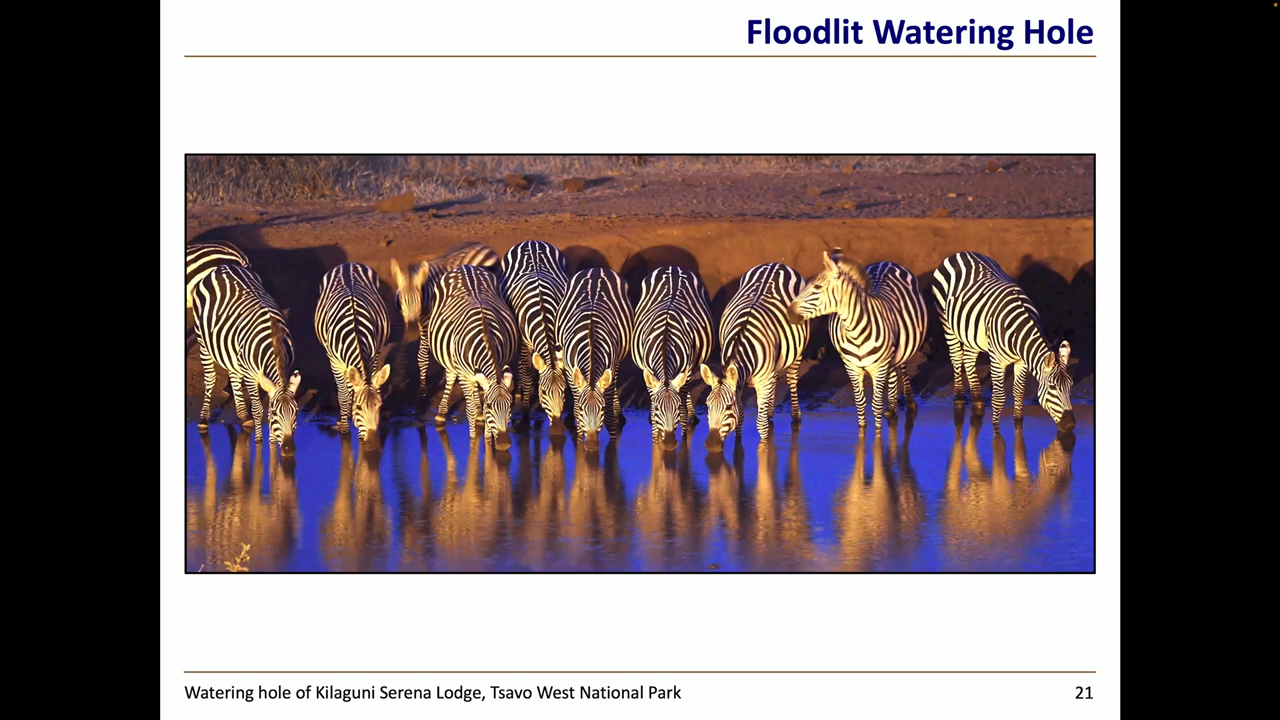 Floodlit Watering Hole
Watering hole of Kilaguni Serena Lodge, Tsavo West National Park
21